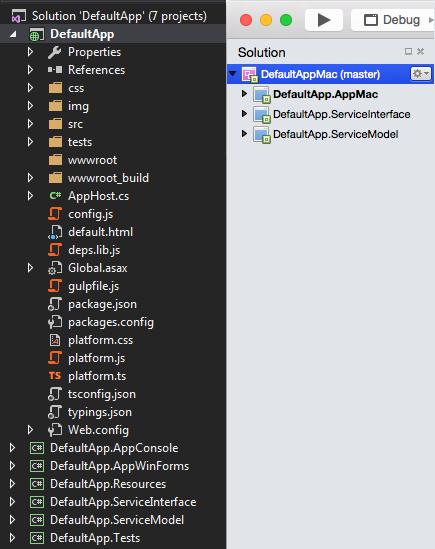 Solution 'DefaultApp' (7 projects)
DefaultApp
Properties
References
css
img
src
tests
wwwroot
wwwroot_build
C# AppHost.cs
config.js
default.html
deps.lib.js
Global.asax
gulpfile.js
package.json
packages.config
platform.css
platform.js
TS platform.ts
tsconfig.json
typings.json
Web.config
C# DefaultApp.AppConsole
C# DefaultApp.AppWinForms
C# DefaultApp.Resources
C# DefaultApp.ServiceInterface
C# DefaultApp.ServiceModel
C# DefaultApp.Tests
Debug
Solution
DefaultAppMac (master)
DefaultApp.AppMac
DefaultApp.ServiceInterface
DefaultApp.ServiceModel